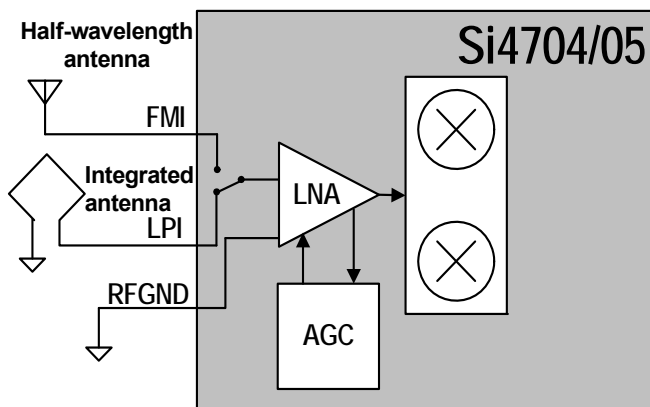 Half-wavelength
antenna
Si4704/05
FMI
Integrated
antenna
LPI
LNA
RFGND
AGC